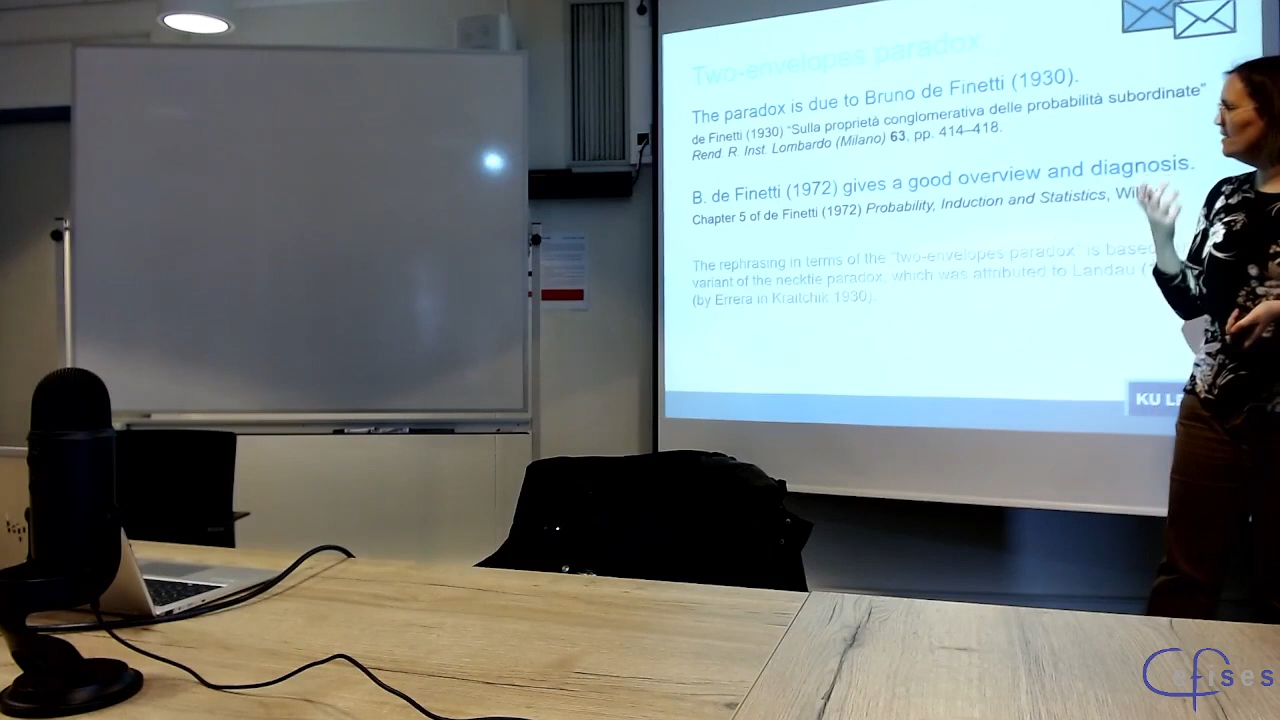 Two-envelopes paradox
The paradox is due to Bruno de Finetti (1930).
de Finetti (1930) "Sulla proprietà conglomerativa delle probabilità subordinate"
Rend. R. Inst. Lombardo (Milano) 63, pp. 414–418.
B. de Finetti (1972) gives a good overview and diagnosis.
Chapter 5 of de Finetti (1972) Probability, Induction and Statistics,
The rephrasing in terms of the "two-envelopes paradox" is
variant of the necktie paradox, which was attributed to Landau
(by Errera in Kraitchik 1930).
KU
Cefises